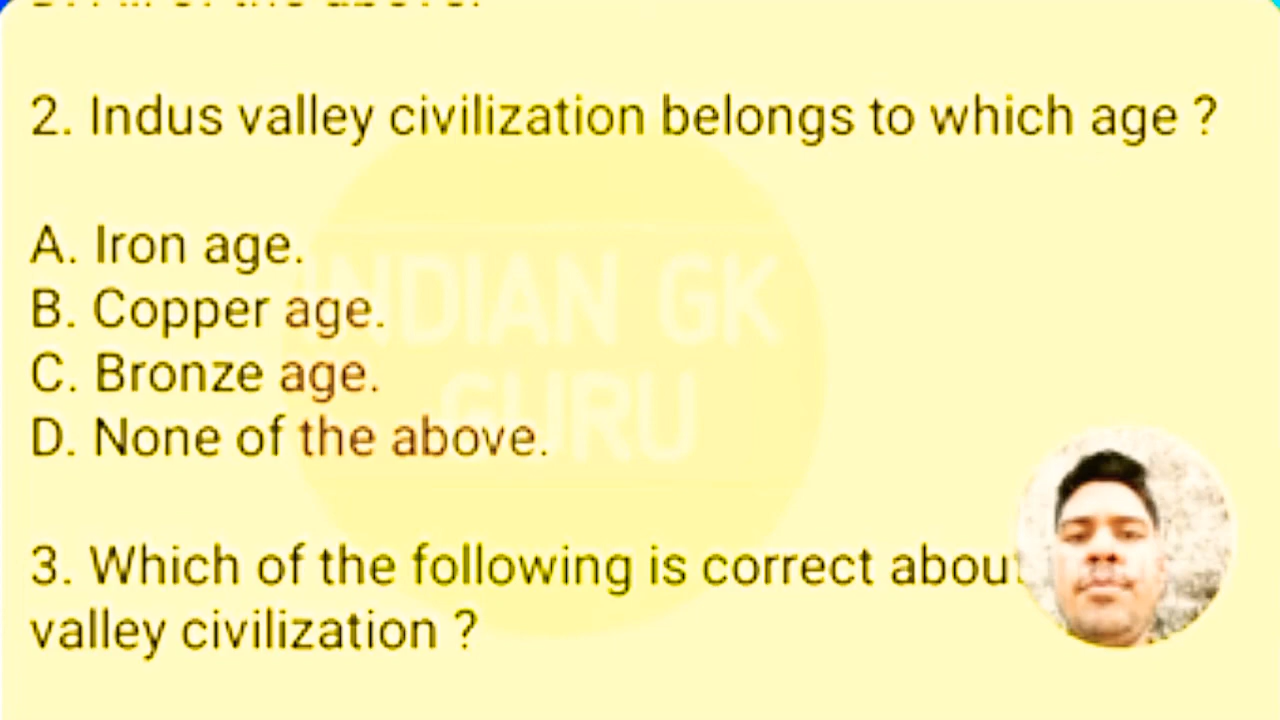 2. Indus valley civilization belongs to which age ?
A. Iron age.
B. Copper age.
C. Bronze age.
D. None of the above.
INDIAN GK
GURU
3. Which of the following is correct about
valley civilization ?